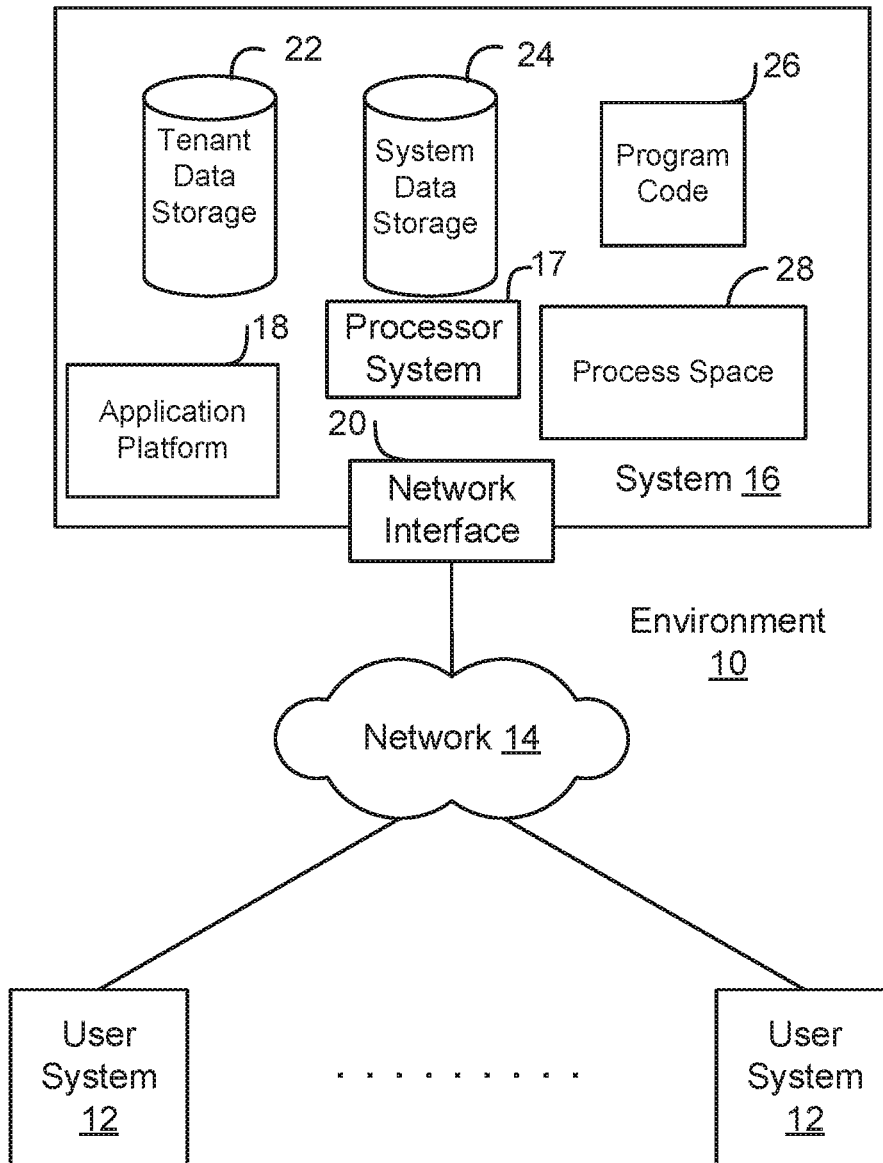 22
24
26
Tenant
Data
Storage
System
Data
Storage
Program
Code
17
28
18
Processor
System
Process Space
Application
Platform
20
Network
Interface
System 16
Environment
10
Network 14
User
System
12
User
System
12